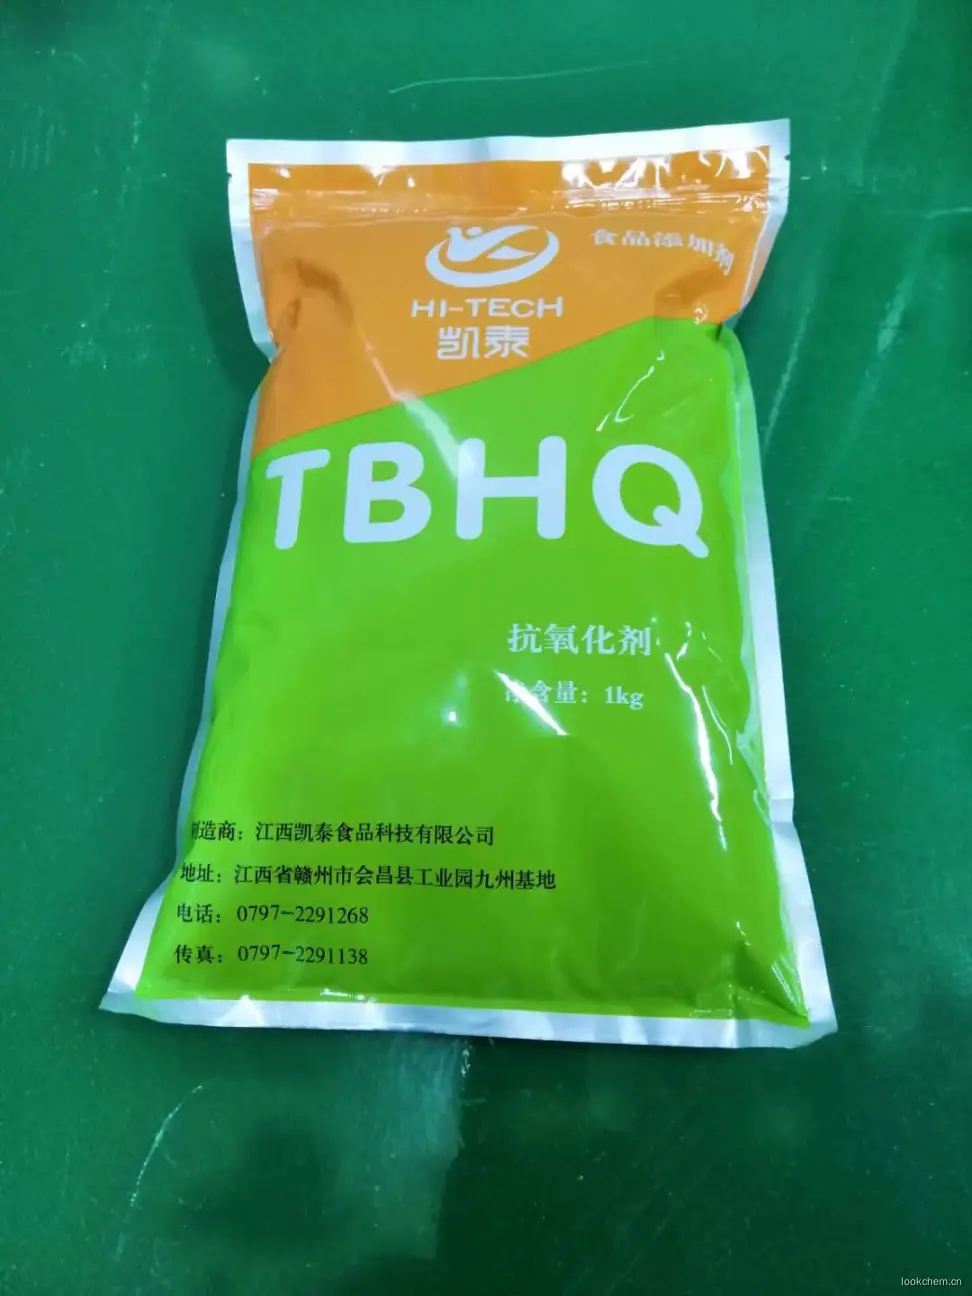 食品添加剂
HI-TECH
凯泰
TBHQ
抗氧化剂
净含量：1kg
制造商：江西凯泰食品科技有限公司
地址：江西省赣州市会昌县工业园九州基地
电话：0797-2291268
传真：0797-2291138
lookchem.cn